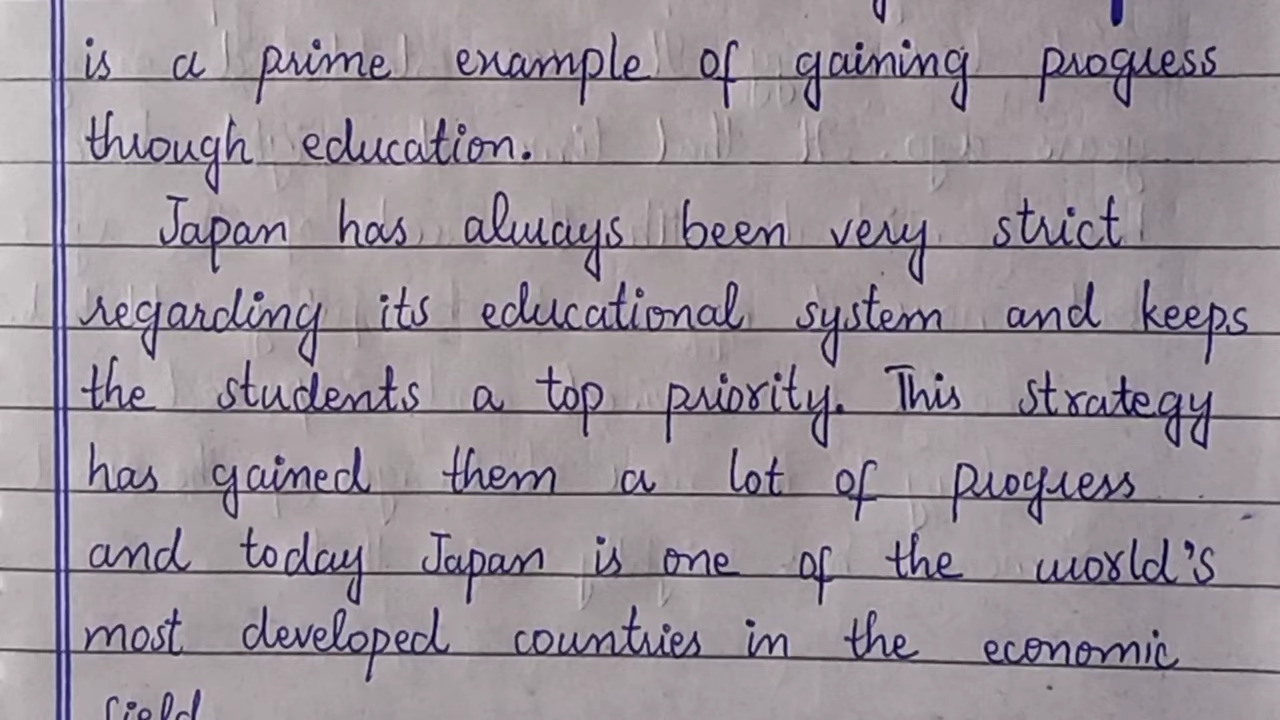 is a prime example of gaining progress
through education.
Japan has always been very strict
regarding its educational system and keeps
the students a top priority. This strategy
has gained them a lot of progress
and today Japan is one of the world's
most developed countries in the economic
field